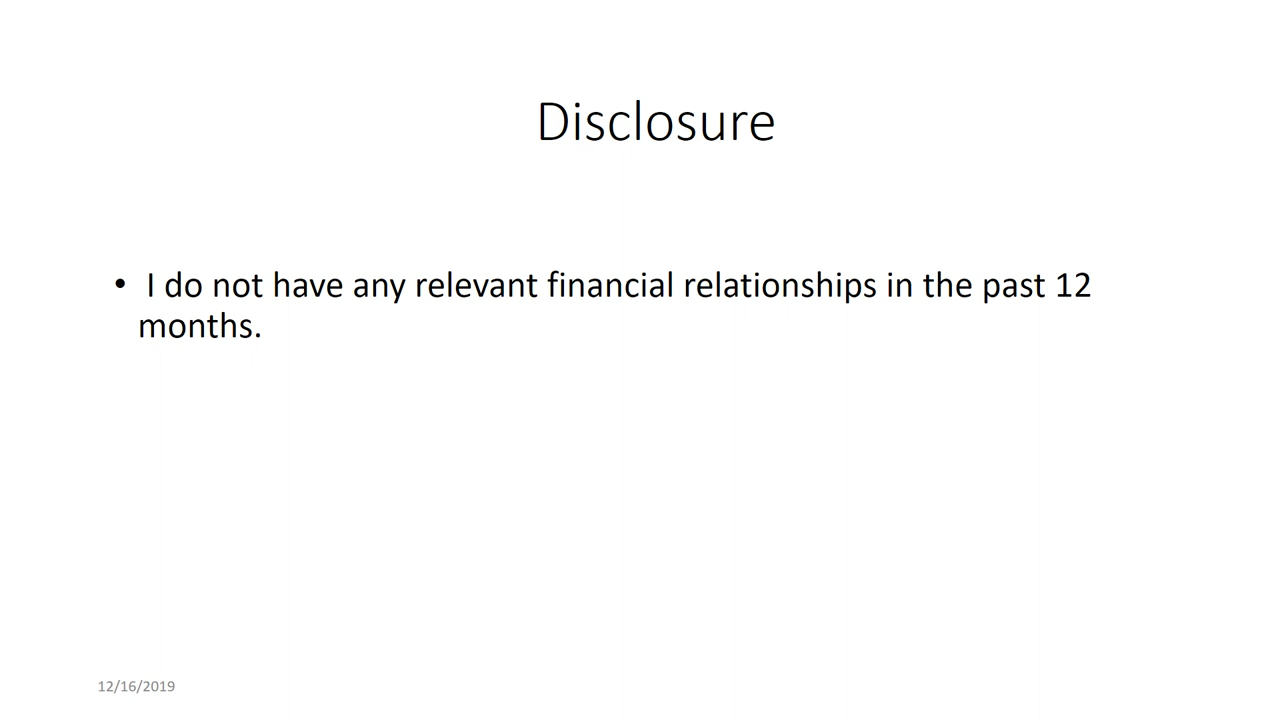 Disclosure
• I do not have any relevant financial relationships in the past 12
months.
12/16/2019